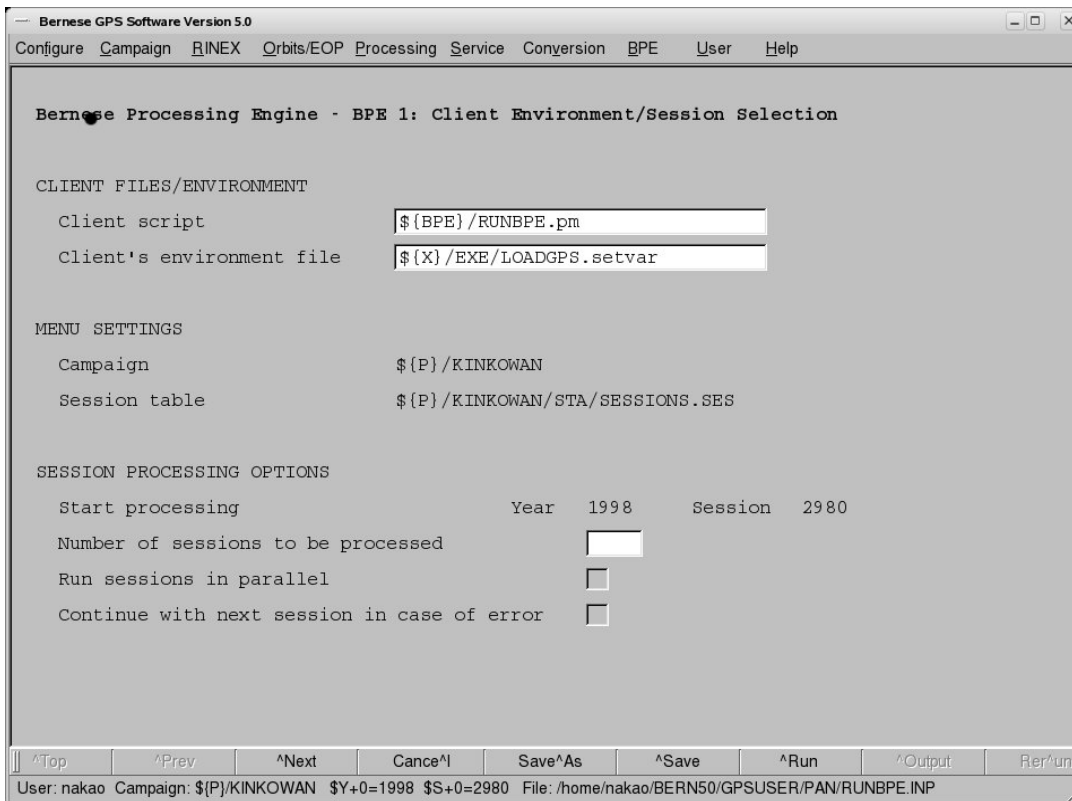 Bernese GPS Software Version 5.0
Configure Campaign RINEX Orbits/EOP Processing Service Conversion BPE User Help
Bernese Processing Engine - BPE 1: Client Environment/Session Selection
CLIENT FILES/ENVIRONMENT
Client script ${BPE}/RUNBPE.pm
Client's environment file ${X}/EXE/LOADGPS.setvar
MENU SETTINGS
Campaign ${P}/KINKOWAN
Session table ${P}/KINKOWAN/STA/SESSIONS.SES
SESSION PROCESSING OPTIONS
Start processing Year 1998 Session 2980
Number of sessions to be processed
Run sessions in parallel
Continue with next session in case of error
^Top ^Prev ^Next Cance^l Save^As ^Save ^Run ^Output Rer^un
User: nakao Campaign: ${P}/KINKOWAN $Y+0=1998 $S+0=2980 File: /home/nakao/BERN50/GPSUSER/PAN/RUNBPE.INP